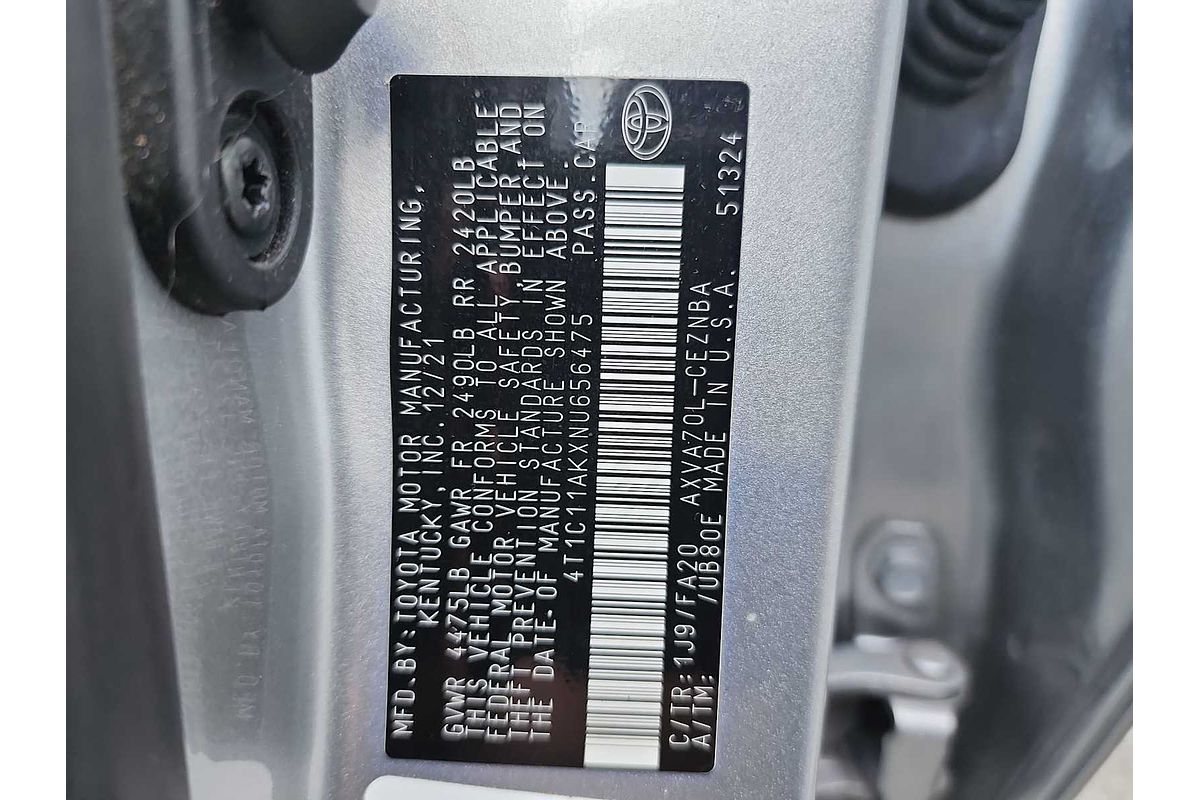 MFD.BY:TOYOTA MOTOR MANUFACTURING,
KENTUCKY,INC.12/21
GVWR 4475LB GAWR FR 2490LB RR 2420LB
THIS VEHICLE CONFORMS TO ALL APPLICABLE
FEDERAL MOTOR VEHICLE SAFETY,BUMPER AND
THEFT PREVENTION STANDARDS IN EFFECT ON
THE DATE OF MANUFACTURE SHOWN ABOVE.
4T1C11AKXNU656475 PASS.CAR
C/TR:1J9/FA20 AXVA70L-CEZNBA
A/TM: /UB80E MADE IN U.S.A. 51324